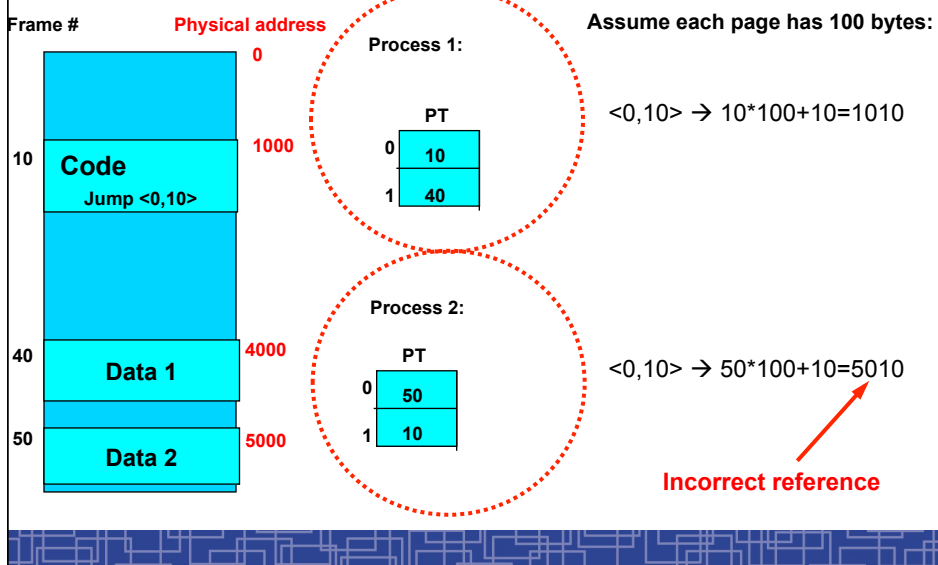 Frame #
Physical address
Assume each page has 100 bytes:
0
Process 1:
<0,10> → 10*100+10=1010
PT
10
Code
Jump <0,10>
1000
0
10
1
40
Process 2:
40
Data 1
4000
PT
<0,10> → 50*100+10=5010
0
50
1
10
50
Data 2
5000
Incorrect reference